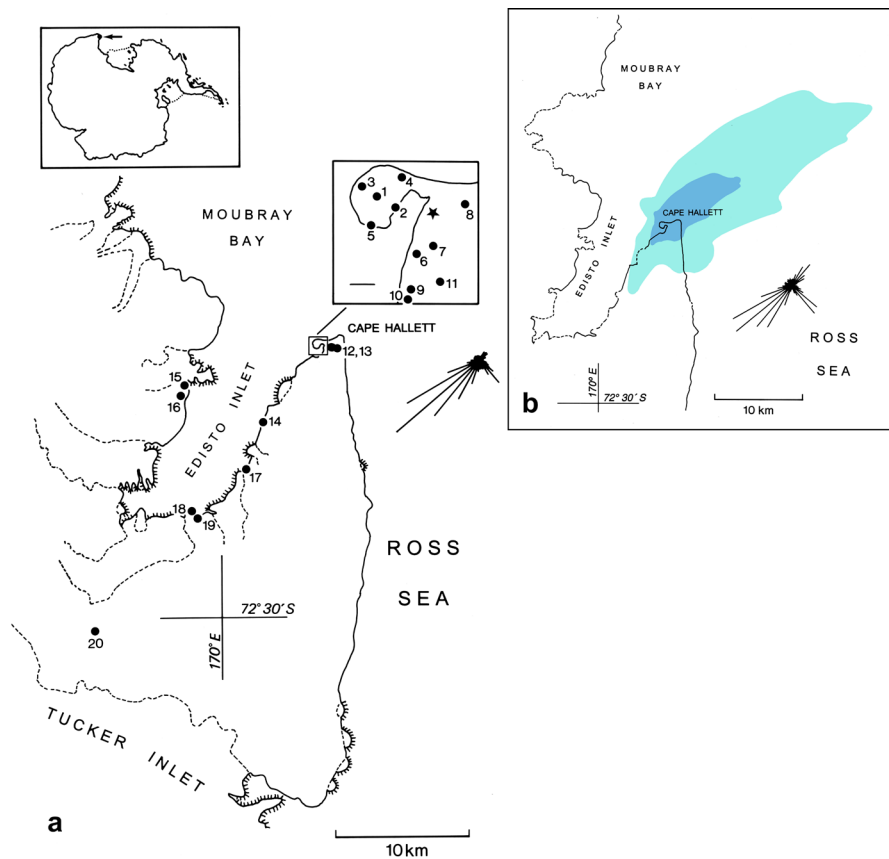 MOUBRAY
BAY
3
4
1
2
8
5
7
6
11
9
10
CAPE HALLETT
12,13
15
16
EDISTO INLET
14
17
18
19
ROSS
SEA
72° 30′ S
170° E
20
TUCKER INLET
a
10 km
MOUBRAY
BAY
CAPE HALLETT
EDISTO INLET
ROSS
SEA
170° E
72° 30′ S
10 km
b